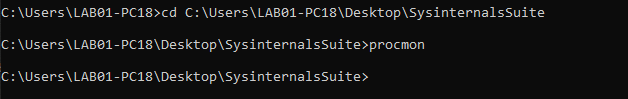 C:\Users\LAB01-PC18>cd C:\Users\LAB01-PC18\Desktop\SysinternalsSuite
C:\Users\LAB01-PC18\Desktop\SysinternalsSuite>procmon
C:\Users\LAB01-PC18\Desktop\SysinternalsSuite>